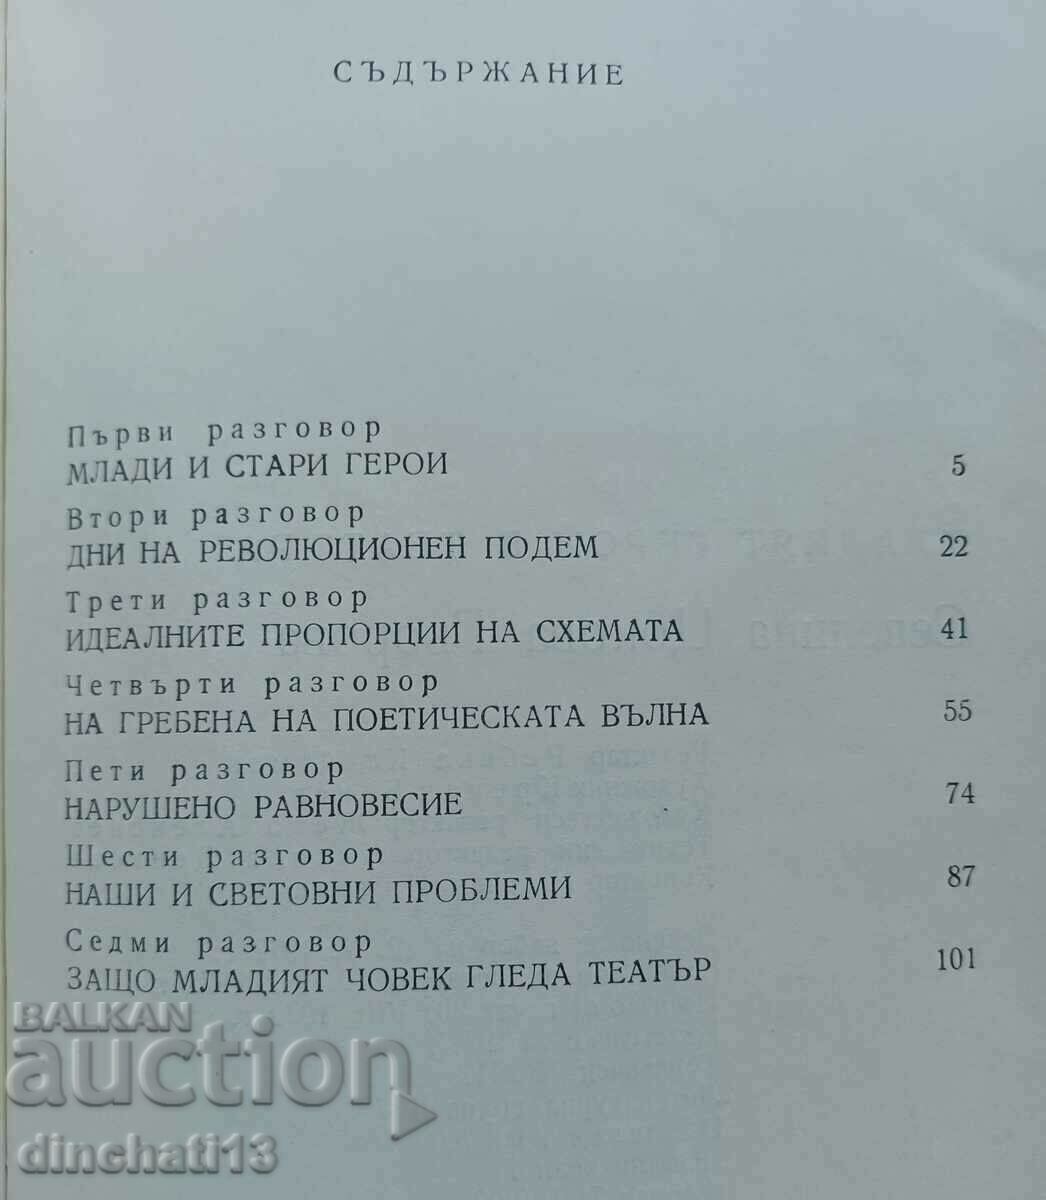 СЪДЪРЖАНИЕ
Първи разговор
МЛАДИ И СТАРИ ГЕРОИ 5
Втори разговор
ДНИ НА РЕВОЛЮЦИОНЕН ПОДЕМ 22
Трети разговор
ИДЕАЛНИТЕ ПРОПОРЦИИ НА СХЕМАТА 41
Четвърти разговор
НА ГРЕБЕНА НА ПОЕТИЧЕСКАТА ВЪЛНА 55
Пети разговор
НАРУШЕНО РАВНОВЕСИЕ 74
Шести разговор
НАШИ И СВЕТОВНИ ПРОБЛЕМИ 87
Седми разговор
ЗАЩО МЛАДИЯТ ЧОВЕК ГЛЕДА ТЕАТЪР 101
BALKAN
auction
dinchati13